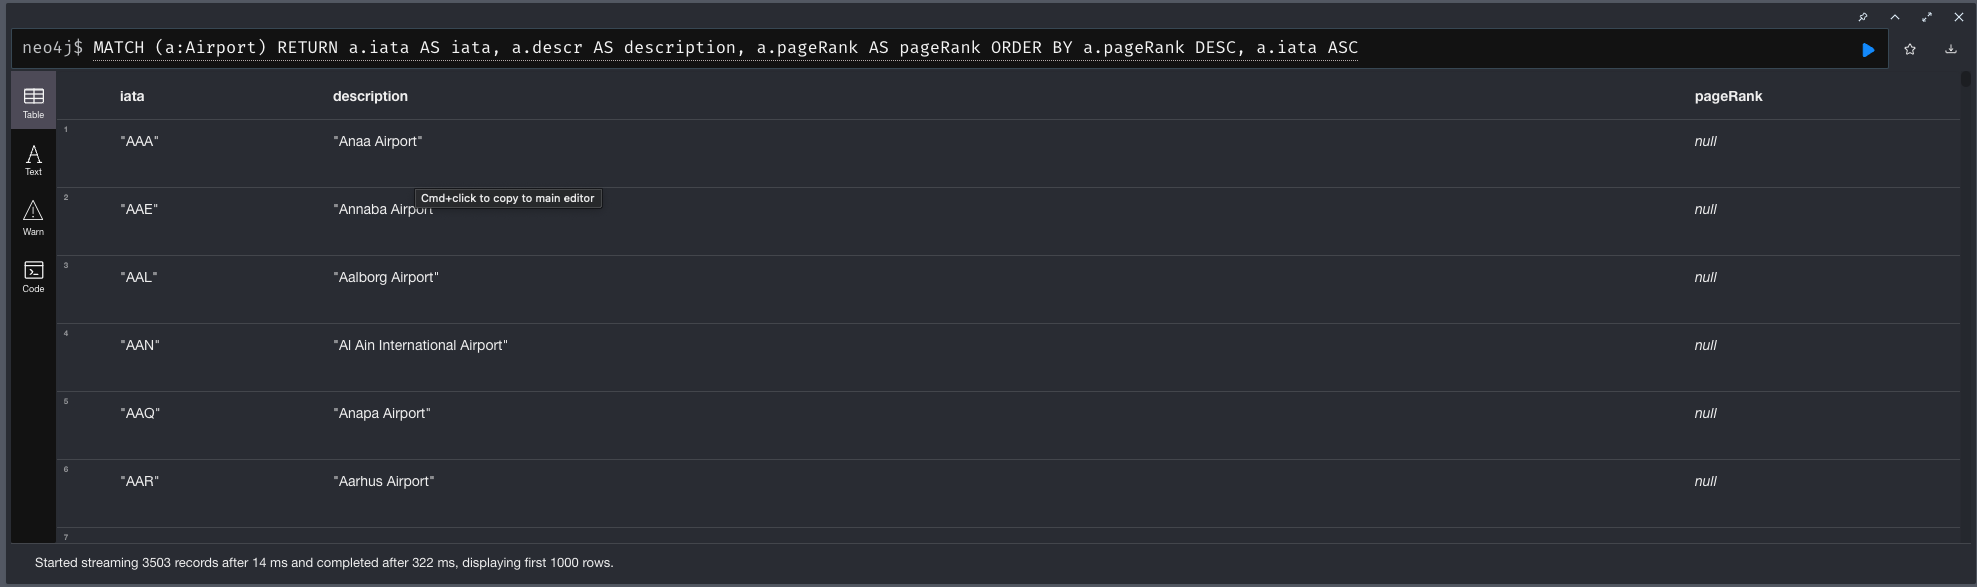 neo4j$ MATCH (a:Airport) RETURN a.iata AS iata, a.descr AS description, a.pageRank AS pageRank ORDER BY a.pageRank DESC, a.iata ASC
Table
Text
Warn
Code
iata description pageRank
1 "AAA" "Anaa Airport" null
Cmd+click to copy to main editor
2 "AAE" "Annaba Airport" null
3 "AAL" "Aalborg Airport" null
4 "AAN" "Al Ain International Airport" null
5 "AAQ" "Anapa Airport" null
6 "AAR" "Aarhus Airport" null
7
Started streaming 3503 records after 14 ms and completed after 322 ms, displaying first 1000 rows.